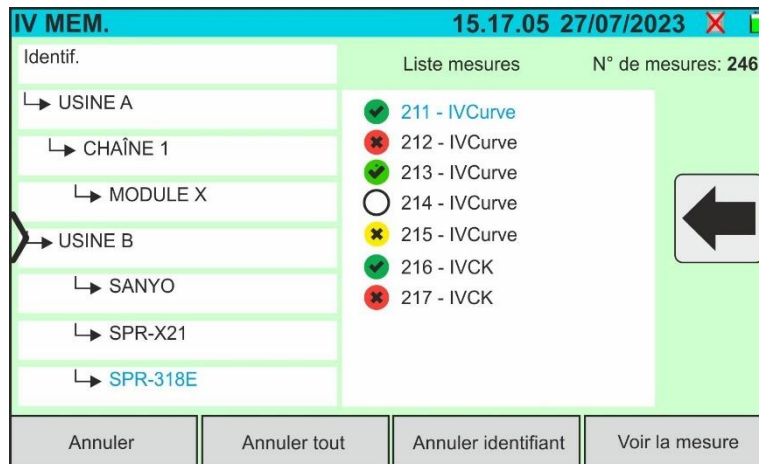 IV MEM. 15.17.05 27/07/2023
Identif.
Liste mesures N° de mesures: 246
USINE A
CHAÎNE 1
MODULE X
USINE B
SANYO
SPR-X21
SPR-318E
211 - IVCurve
212 - IVCurve
213 - IVCurve
214 - IVCurve
215 - IVCurve
216 - IVCK
217 - IVCK
Annuler Annuler tout Annuler identifiant Voir la mesure